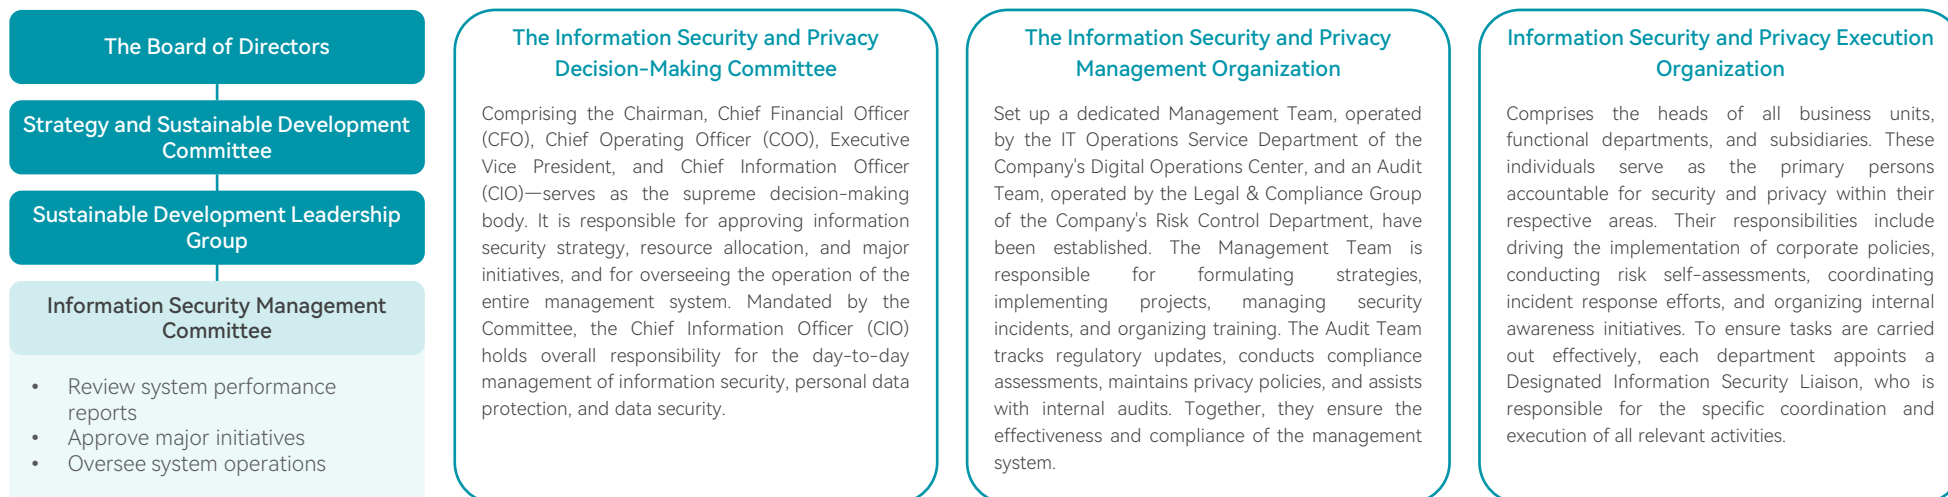 The Board of Directors
Strategy and Sustainable Development
Committee
Sustainable Development Leadership
Group
Information Security Management
Committee
• Review system performance
reports
• Approve major initiatives
• Oversee system operations
The Information Security and Privacy
Decision-Making Committee
Comprising the Chairman, Chief Financial Officer
(CFO), Chief Operating Officer (COO), Executive
Vice President, and Chief Information Officer
(CIO)—serves as the supreme decision-making
body. It is responsible for approving information
security strategy, resource allocation, and major
initiatives, and for overseeing the operation of the
entire management system. Mandated by the
Committee, the Chief Information Officer (CIO)
holds overall responsibility for the day-to-day
management of information security, personal data
protection, and data security.
The Information Security and Privacy
Management Organization
Set up a dedicated Management Team, operated
by the IT Operations Service Department of the
Company's Digital Operations Center, and an Audit
Team, operated by the Legal & Compliance Group
of the Company's Risk Control Department, have
been established. The Management Team is
responsible for formulating strategies,
implementing projects, managing security
incidents, and organizing training. The Audit Team
tracks regulatory updates, conducts compliance
assessments, maintains privacy policies, and assists
with internal audits. Together, they ensure the
effectiveness and compliance of the management
system.
Information Security and Privacy Execution
Organization
Comprises the heads of all business units,
functional departments, and subsidiaries. These
individuals serve as the primary persons
accountable for security and privacy within their
respective areas. Their responsibilities include
driving the implementation of corporate policies,
conducting risk self-assessments, coordinating
incident response efforts, and organizing internal
awareness initiatives. To ensure tasks are carried
out effectively, each department appoints a
Designated Information Security Liaison, who is
responsible for the specific coordination and
execution of all relevant activities.